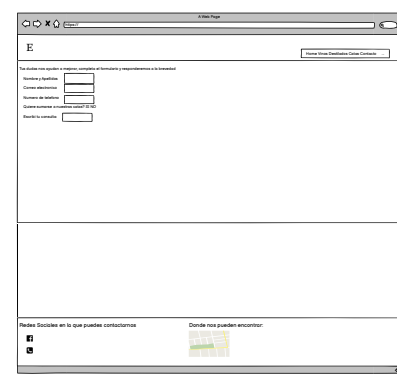 A Web Page
https://
E
Home Vinos Destilados Catas Contacto
Tus dudas nos ayudan a mejorar, completa el formulario y responderemos a la brevedad
Nombre y Apellidos
Correo electronico
Numero de telefono
Quiere sumarse a nuestras catas? SI NO
Escribi tu consulta
Redes Sociales en la que puedes contactarnos
Donde nos pueden encontrar: